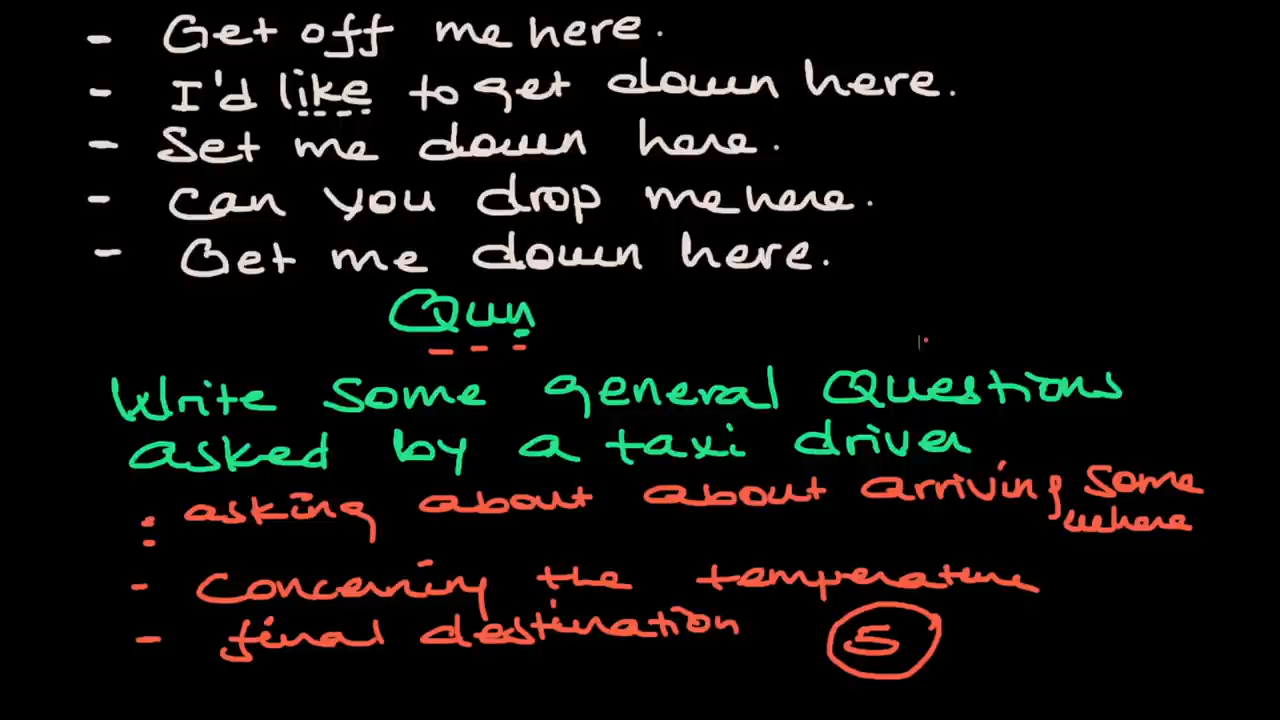 - Get off me here.
- I'd like to get down here.
- Set me down here.
- Can you drop me here.
- Get me down here.
Qun
Write some general Questions
asked by a taxi driver
: asking about about arriving some
where
- Concerning the temperature
- final destination 5